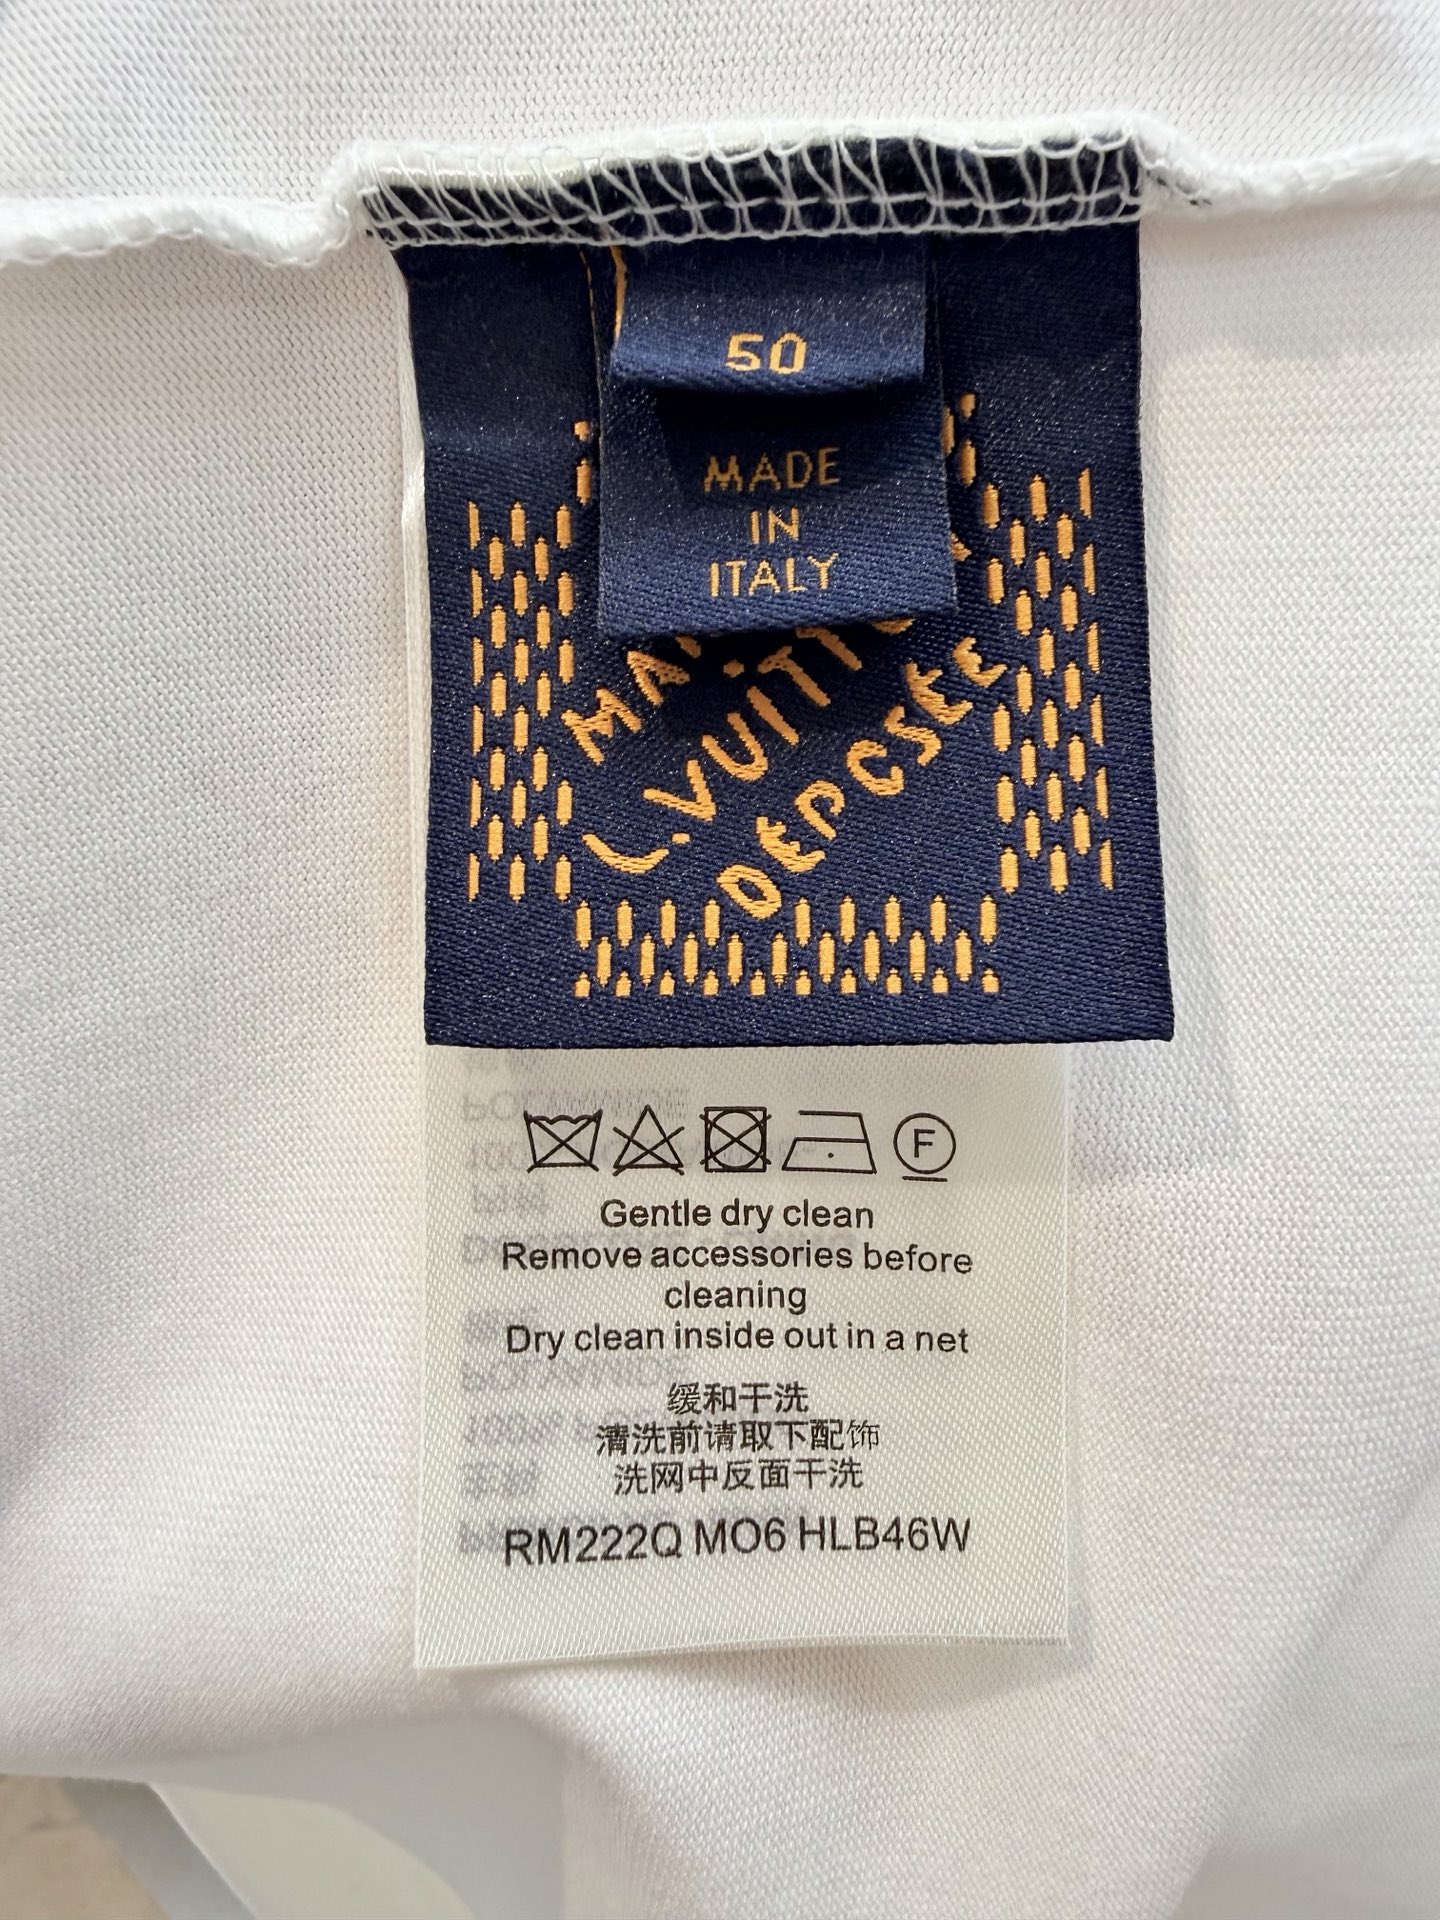 50
MADE
IN
ITALY
L.VUITTON
DEPCSEE
F
Gentle dry clean
Remove accessories before
cleaning
Dry clean inside out in a net
缓和干洗
清洗前请取下配饰
洗网中反面干洗
RM222Q MO6 HLB46W